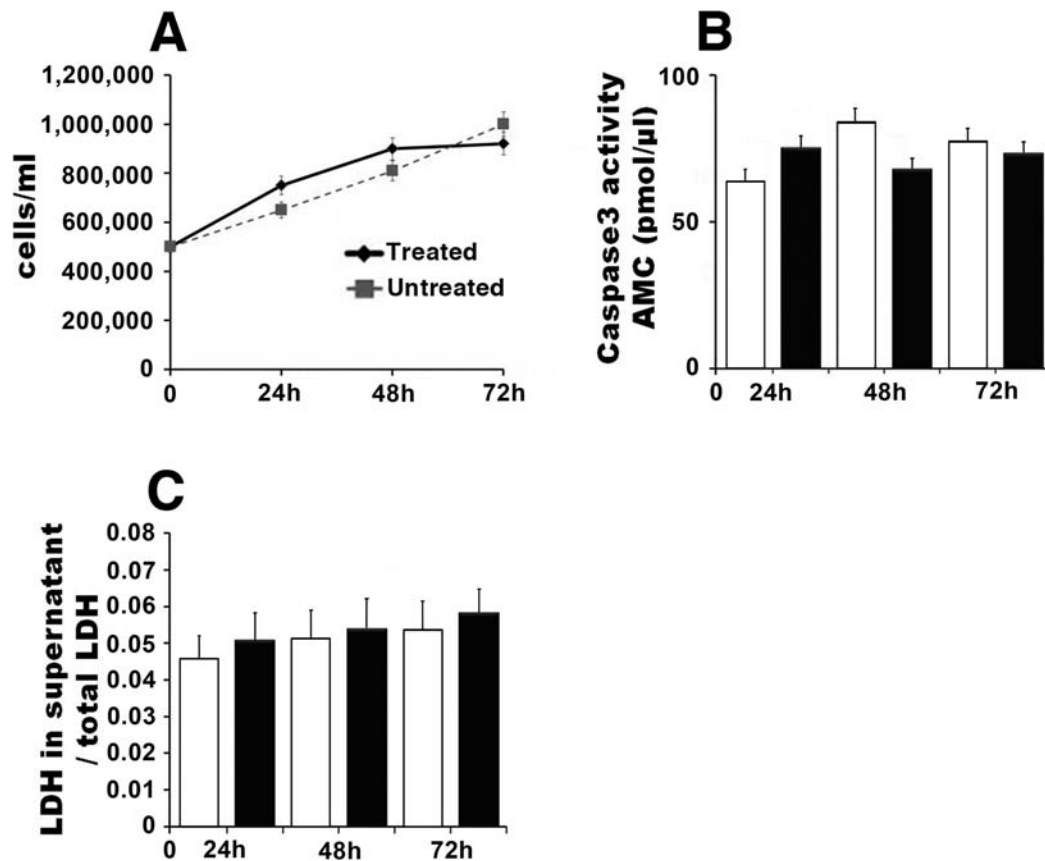 A
cells/ml
1,200,000
1,000,000
800,000
600,000
400,000
200,000
0
0 24h 48h 72h
Treated
Untreated
B
Caspase3 activity
AMC (pmol/µl)
100
50
0
0 24h 48h 72h
C
LDH in supernatant
/ total LDH
0.08
0.07
0.06
0.05
0.04
0.03
0.02
0.01
0
0 24h 48h 72h